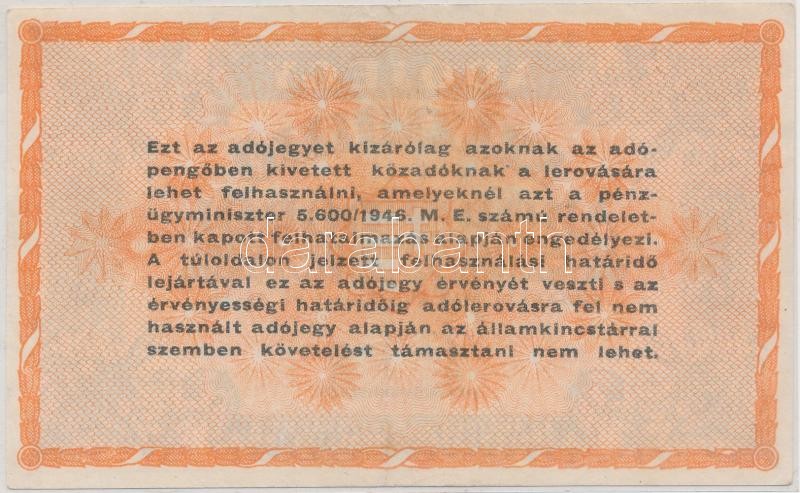 Ezt az adójegyet kizárólag azoknak az adó-
pengőben kivetett közadóknak a lerovására
lehet felhasználni, amelyeknél azt a pénz-
ügyminiszter 5.600/1946. M. E. számú rendelet-
ben kapott felhatalmazás alapján engedélyezi.
A túloldalon jelzett felhasználási határidő
lejártával ez az adójegy érvényét veszti s az
érvényességi határidőig adólerovásra fel nem
használt adójegy alapján az államkincstárral
szemben követelést támasztani nem lehet.
darabanth